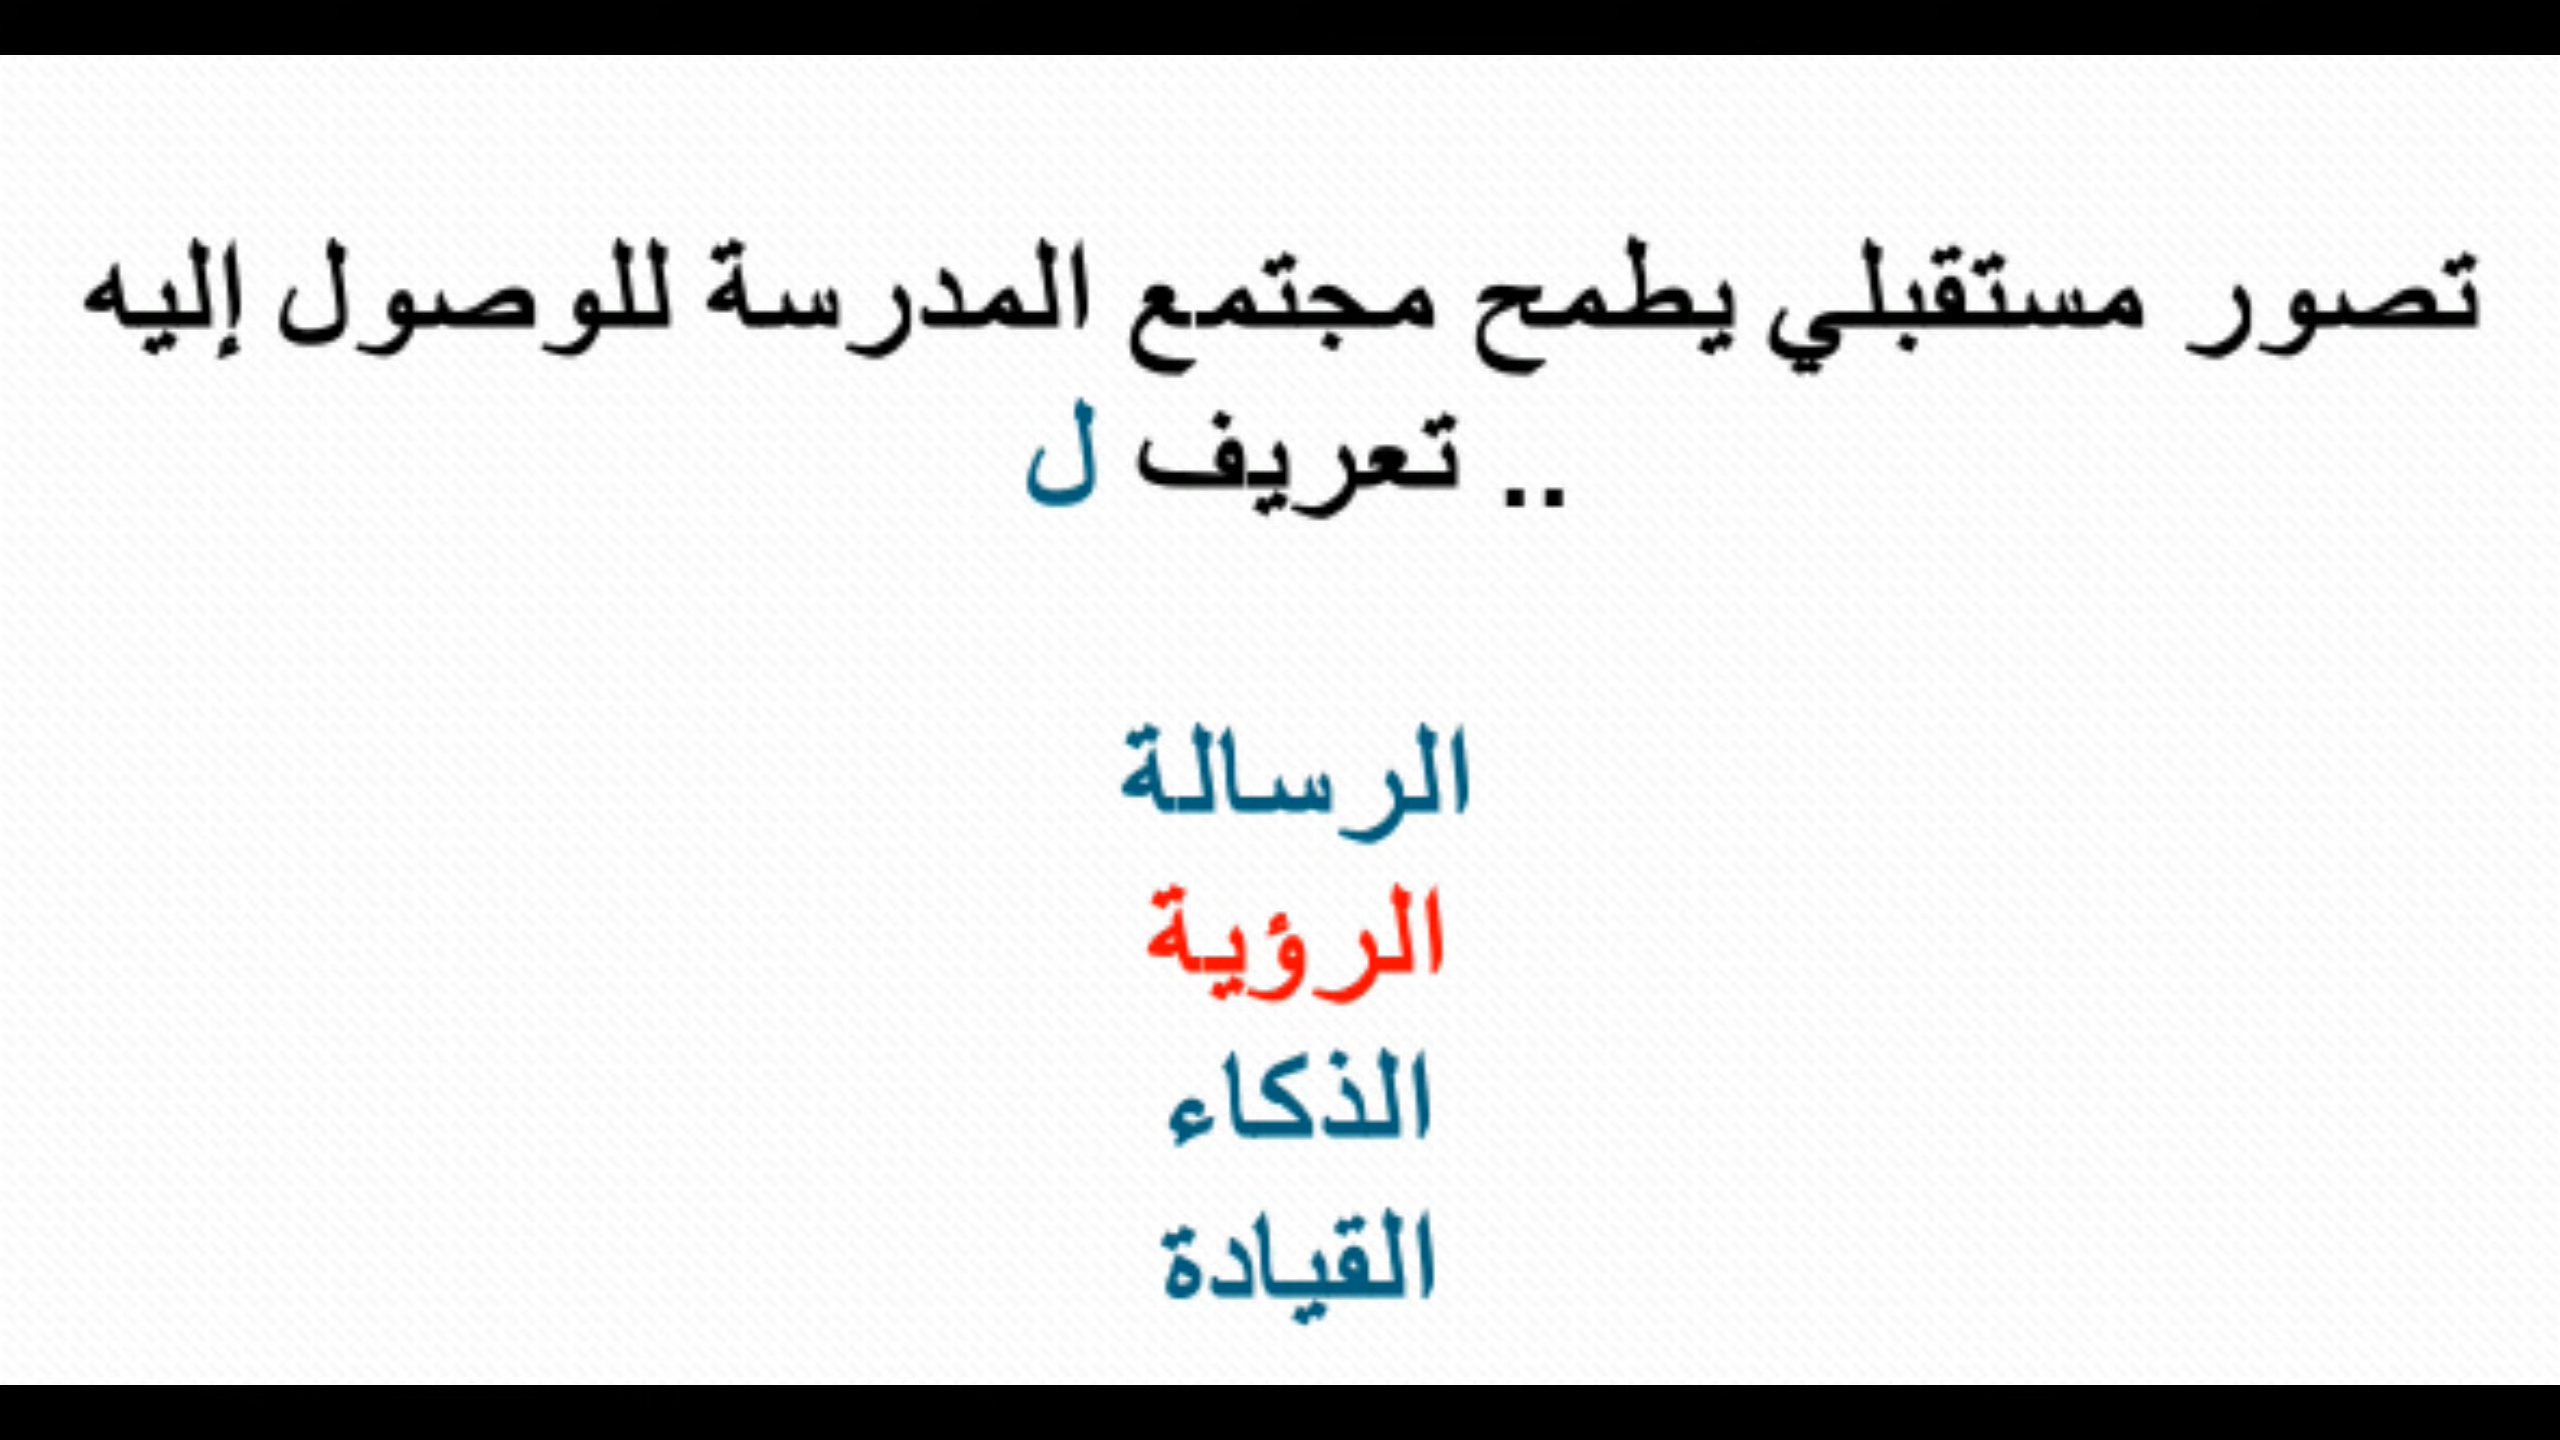 تصور مستقبلي يطمح مجتمع المدرسة للوصول إليه
.. تعريف ل
الرسالة
الرؤية
الذكاء
القيادة